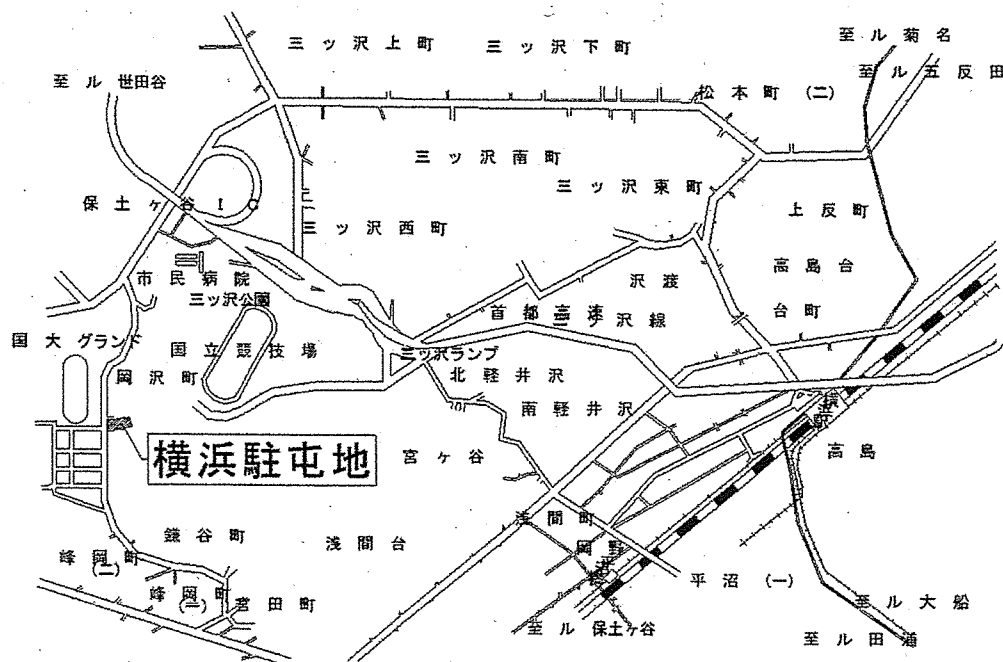 至ル菊名
三ッ沢上町
三ッ沢下町
至ル五反田
至ル世田谷
松本町(二)
三ッ沢南町
三ッ沢東町
保土ヶ谷IC
上反町
三ッ沢西町
高島台
市民病院
沢渡
三ッ沢公園
首都高速
三ッ沢線
台町
国大グランド
国立競技場
三ッ沢ランプ
岡沢町
北軽井沢
南軽井沢
横浜駅
横浜駐屯地
宮ヶ谷
高島
浅間町
鎌谷町
浅間台
岡野
峰岡町
(二)
平沼橋
平沼(一)
峰岡町
(一)
宮田町
至ル大船
至ル保土ヶ谷
至ル田浦